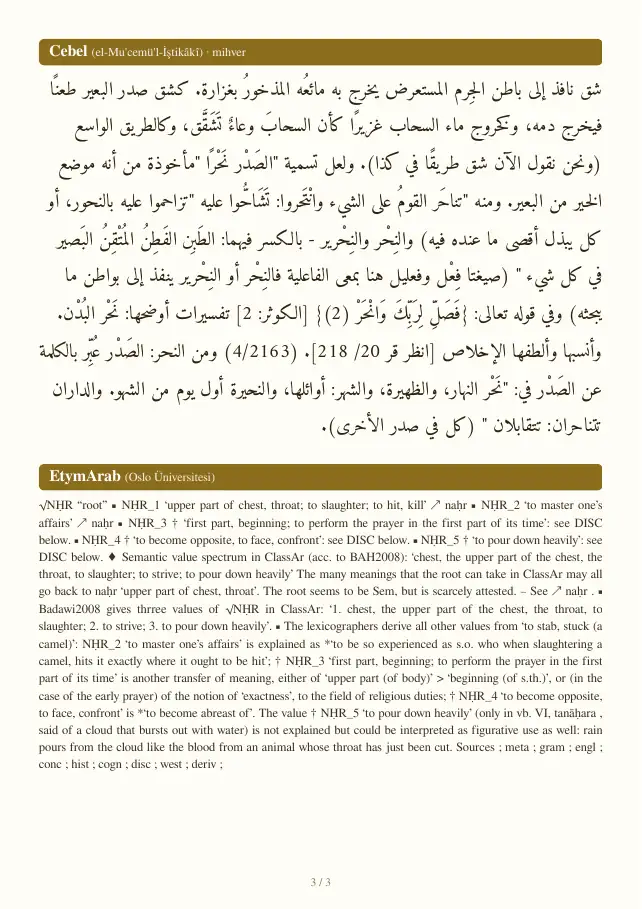 Cebel (el-Mu'cemü'l-İştikâkî) · mihver
شق نافذ إلى باطن الجِرم المستعرض يخرج به مائعُه المذخورُ بغزارة. كشق صدر البعير طعنًا
فيخرج دمه، وكخروج ماء السحاب غزيرًا كأن السحابَ وعاءٌ تَشَقَّق، وكالطريق الواسع
(ونحن نقول الآن شق طريقًا في كذا). ولعل تسمية "الصَدْر نَحْرًا "مأخوذة من أنه موضع
الخير من البعير. ومنه "تناحَر القومُ على الشيء وانْتَحروا: تَشَاحُّوا عليه "تزاحموا عليه بالنحور، أو
كل يبذل أقصى ما عنده فيه) والنِحْر والنِحْرير - بالكسر فيهما: الطَبِن الفَطِنُ المُتْقِنُ البَصير
في كل شيء " (صيغتا فِعْل وفعليل هنا بمعى الفاعلية فالنِحْر أو النِحْرير ينفذ إلى بواطن ما
يبحثه) وفي قوله تعالى: {فَصَلِّ لِرَبِّكَ وَانْحَرْ (2)} [الكوثر: 2] تفسيرات أوضحها: نَحْر البُدْن.
وأنسبها وألطفها الإخلاص [انظر قر 20/ 218]. (4/2163) ومن النحر: الصَدْر عُبِّر بالكلمة
عن الصَدْر في: "نَحْر النهار، والظهيرة، والشهر: أوائلها، والنحيرة أول يوم من الشهو. والداران
تتناحران: تتقابلان " (كل في صدر الأخرى).
EtymArab (Oslo Üniversitesi)
√NḤR “root” ▪ NḤR_1 ‘upper part of chest, throat; to slaughter; to hit, kill’ ↗ naḥr ▪ NḤR_2 ‘to master one’s
affairs’ ↗ naḥr ▪ NḤR_3 † ‘first part, beginning; to perform the prayer in the first part of its time’: see DISC
below. ▪ NḤR_4 † ‘to become opposite, to face, confront’: see DISC below. ▪ NḤR_5 † ‘to pour down heavily’: see
DISC below. ♦ Semantic value spectrum in ClassAr (acc. to BAH2008): ‘chest, the upper part of the chest, the
throat, to slaughter; to strive; to pour down heavily’ The many meanings that the root can take in ClassAr may all
go back to naḥr ‘upper part of chest, throat’. The root seems to be Sem, but is scarcely attested. – See ↗ naḥr . ▪
Badawi2008 gives thrree values of √NḤR in ClassAr: ‘1. chest, the upper part of the chest, the throat, to
slaughter; 2. to strive; 3. to pour down heavily’. ▪ The lexicographers derive all other values from ‘to stab, stuck (a
camel)’: NḤR_2 ‘to master one’s affairs’ is explained as *‘to be so experienced as s.o. who when slaughtering a
camel, hits it exactly where it ought to be hit’; † NḤR_3 ‘first part, beginning; to perform the prayer in the first
part of its time’ is another transfer of meaning, either of ‘upper part (of body)’ > ‘beginning (of s.th.)’, or (in the
case of the early prayer) of the notion of ‘exactness’, to the field of religious duties; † NḤR_4 ‘to become opposite,
to face, confront’ is *‘to become abreast of’. The value † NḤR_5 ‘to pour down heavily’ (only in vb. VI, tanāḥara ,
said of a cloud that bursts out with water) is not explained but could be interpreted as figurative use as well: rain
pours from the cloud like the blood from an animal whose throat has just been cut. Sources ; meta ; gram ; engl ;
conc ; hist ; cogn ; disc ; west ; deriv ;
3 / 3